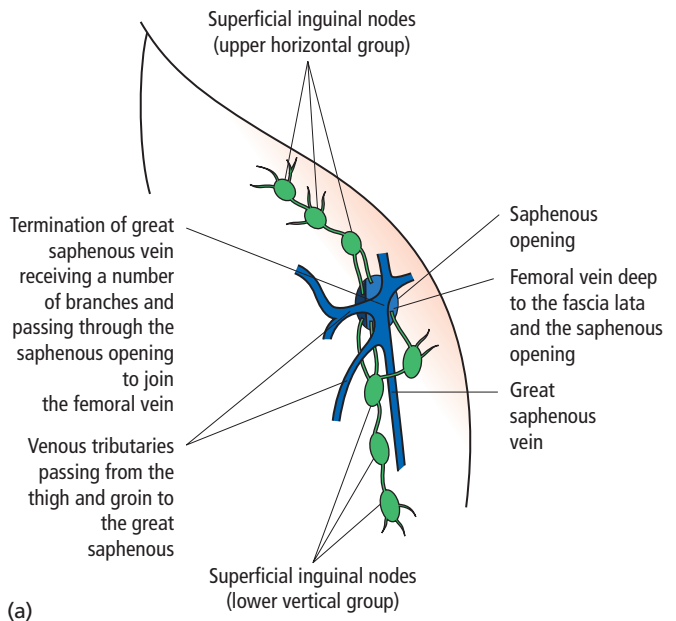 Superficial inguinal nodes
(upper horizontal group)
Termination of great
saphenous vein
receiving a number
of branches and
passing through the
saphenous opening
to join
the femoral vein
Venous tributaries
passing from the
thigh and groin to
the great
saphenous
Saphenous
opening
Femoral vein deep
to the fascia lata
and the saphenous
opening
Great
saphenous
vein
Superficial inguinal nodes
(lower vertical group)
(a)